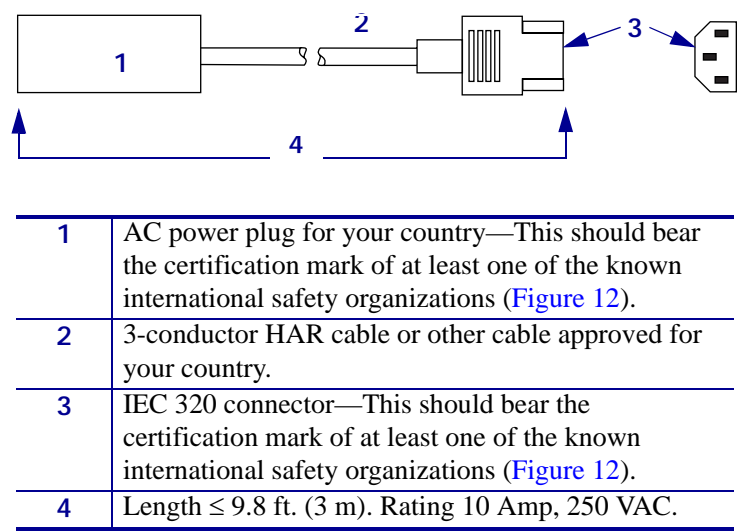 2
3
1
4
1 AC power plug for your country—This should bear
the certification mark of at least one of the known
international safety organizations (Figure 12).
2 3-conductor HAR cable or other cable approved for
your country.
3 IEC 320 connector—This should bear the
certification mark of at least one of the known
international safety organizations (Figure 12).
4 Length ≤ 9.8 ft. (3 m). Rating 10 Amp, 250 VAC.